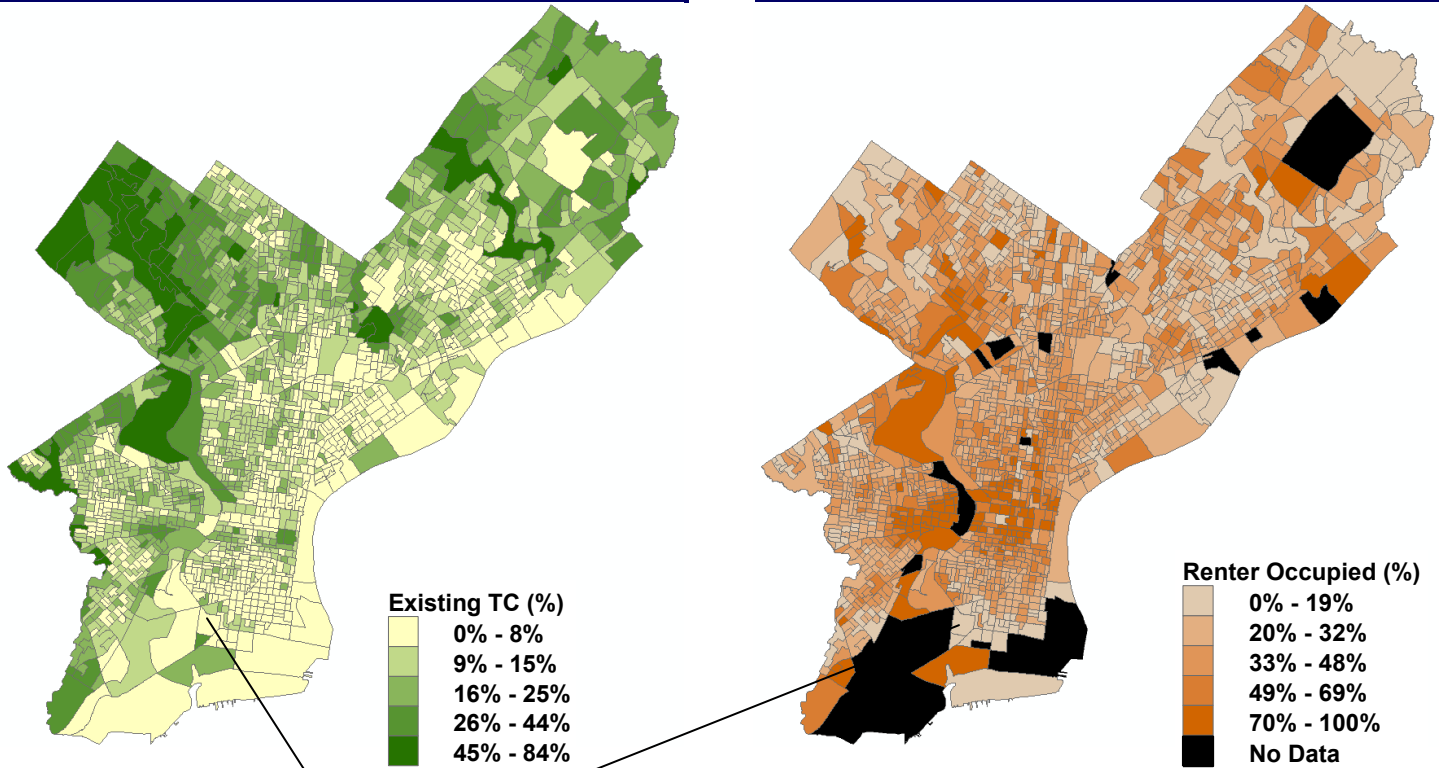 Existing TC (%)
0% - 8%
9% - 15%
16% - 25%
26% - 44%
45% - 84%
Renter Occupied (%)
0% - 19%
20% - 32%
33% - 48%
49% - 69%
70% - 100%
No Data